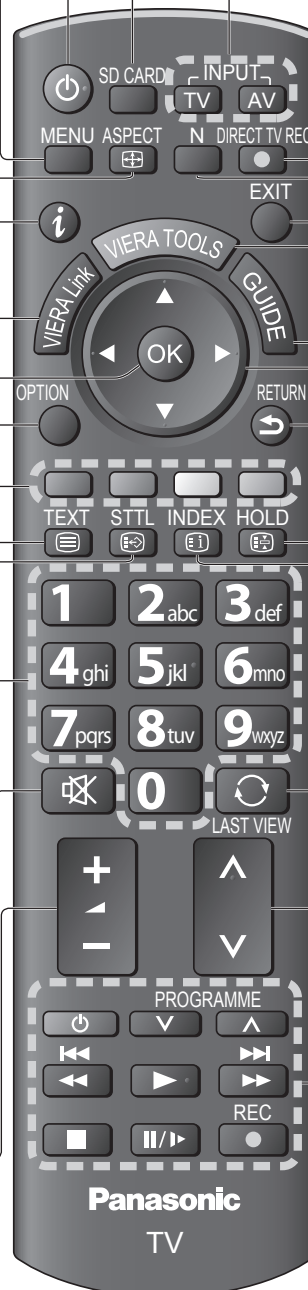 SD CARD
INPUT
TV AV
MENU ASPECT N DIRECT TV REC
EXIT
i
VIERA TOOLS
VIERA Link
GUIDE
OK
OPTION
RETURN
TEXT STTL INDEX HOLD
1 2abc 3def
4ghi 5jkl 6mno
7pqrs 8tuv 9wxyz
0
LAST VIEW
+
-
PROGRAMME
REC
Panasonic
TV